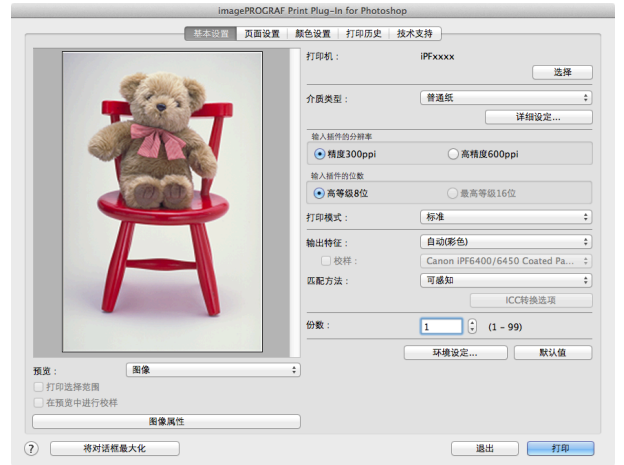 imagePROGRAF Print Plug-In for Photoshop
基本设置 页面设置 颜色设置 打印历史 技术支持
打印机： iPFxxxx
选择
介质类型： 普通纸
详细设定...
输入插件的分辨率
精度300ppi 高精度600ppi
输入插件的位数
高等级8位 最高等级16位
打印模式： 标准
输出特征： 自动(彩色)
校样： Canon iPF6400/6450 Coated Pa...
匹配方法： 可感知
ICC转换选项
份数： 1 (1 – 99)
环境设定... 默认值
预览： 图像
打印选择范围
在预览中进行校样
图像属性
? 将对话框最大化 退出 打印